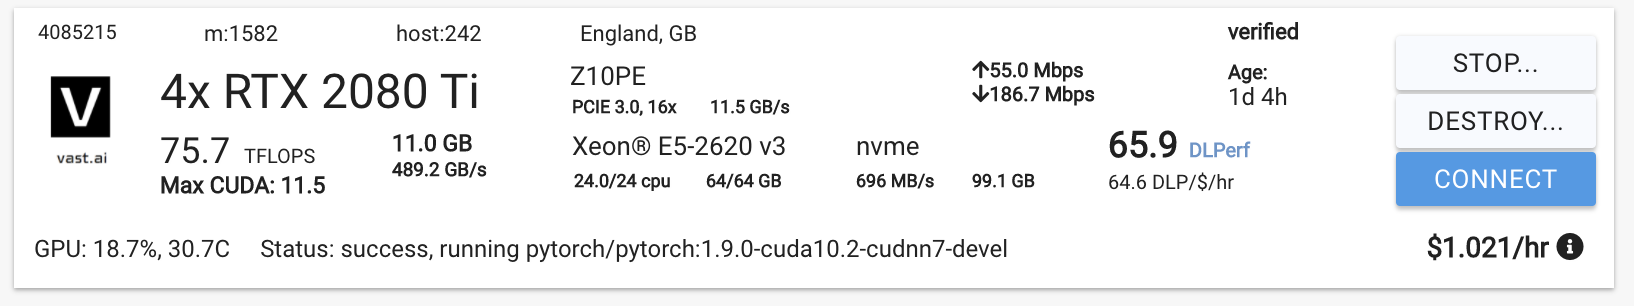 4085215 m:1582 host:242 England, GB verified
V
vast.ai
4x RTX 2080 Ti
75.7 TFLOPS
Max CUDA: 11.5
11.0 GB
489.2 GB/s
Z10PE
PCIE 3.0, 16x 11.5 GB/s
Xeon® E5-2620 v3
24.0/24 cpu 64/64 GB
↑55.0 Mbps
↓186.7 Mbps
nvme
696 MB/s 99.1 GB
Age:
1d 4h
65.9 DLPerf
64.6 DLP/$/hr
STOP...
DESTROY...
CONNECT
GPU: 18.7%, 30.7C Status: success, running pytorch/pytorch:1.9.0-cuda10.2-cudnn7-devel
$1.021/hr i